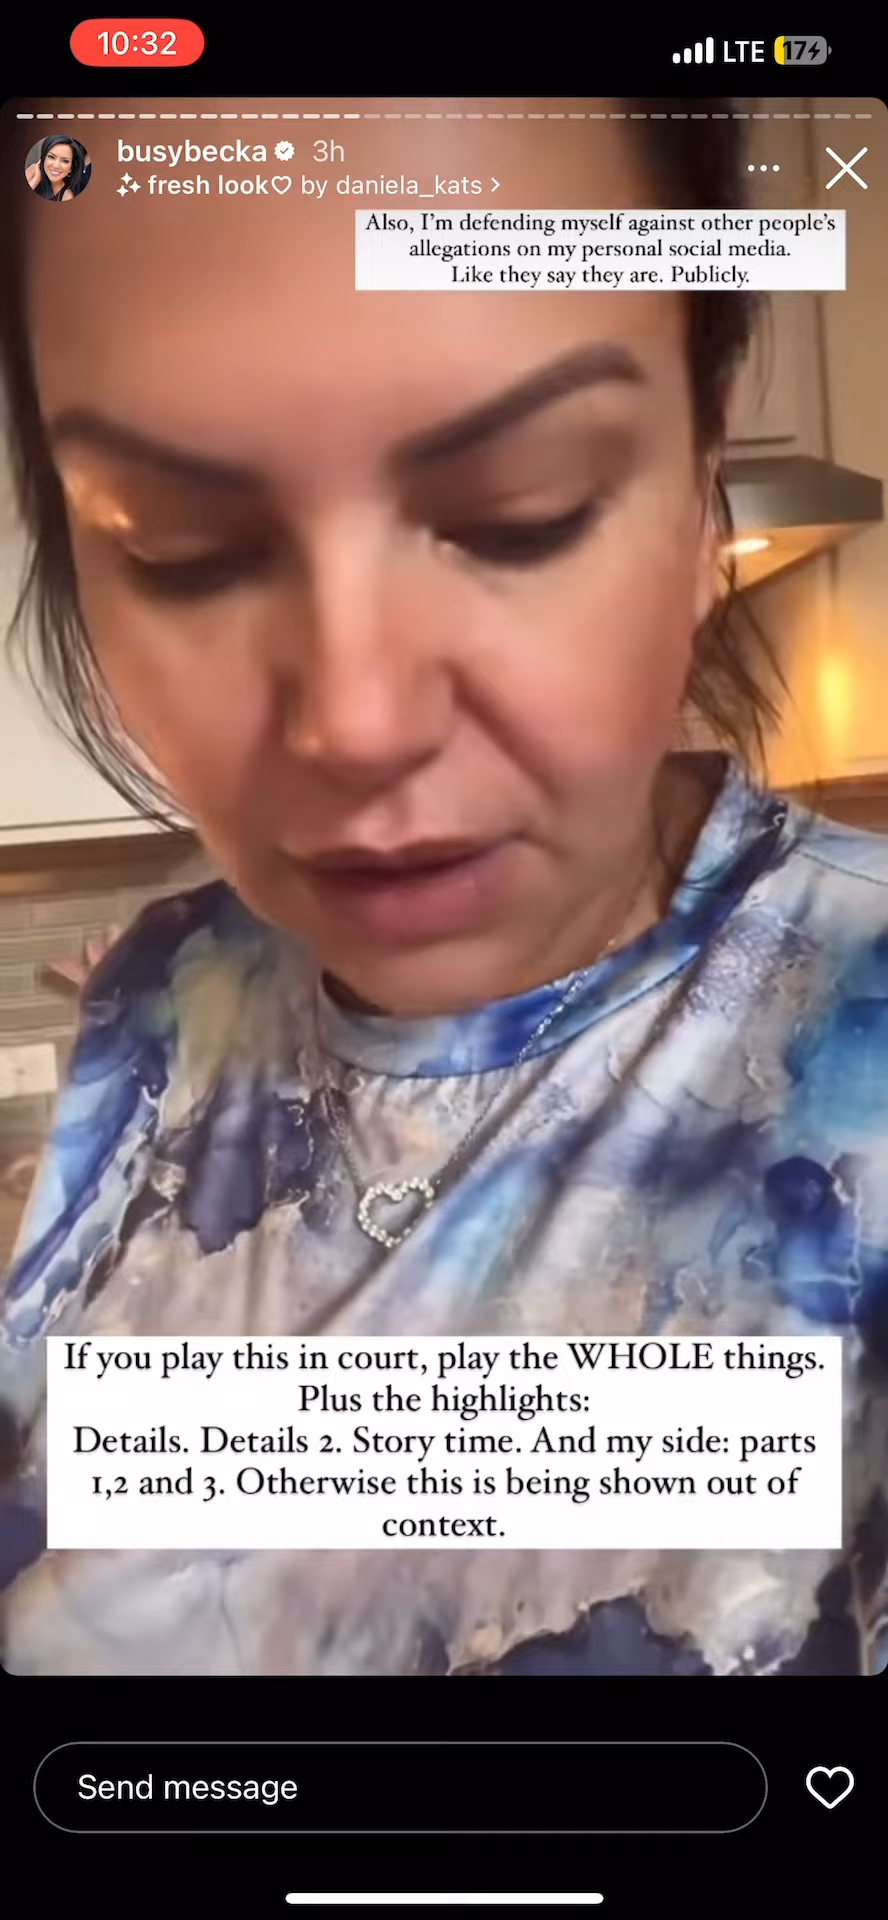 10:32
LTE 17
busybecka 3h
fresh look♡ by daniela_kats >
Also, I'm defending myself against other people's
allegations on my personal social media.
Like they say they are. Publicly.
If you play this in court, play the WHOLE things.
Plus the highlights:
Details. Details 2. Story time. And my side: parts
1,2 and 3. Otherwise this is being shown out of
context.
Send message